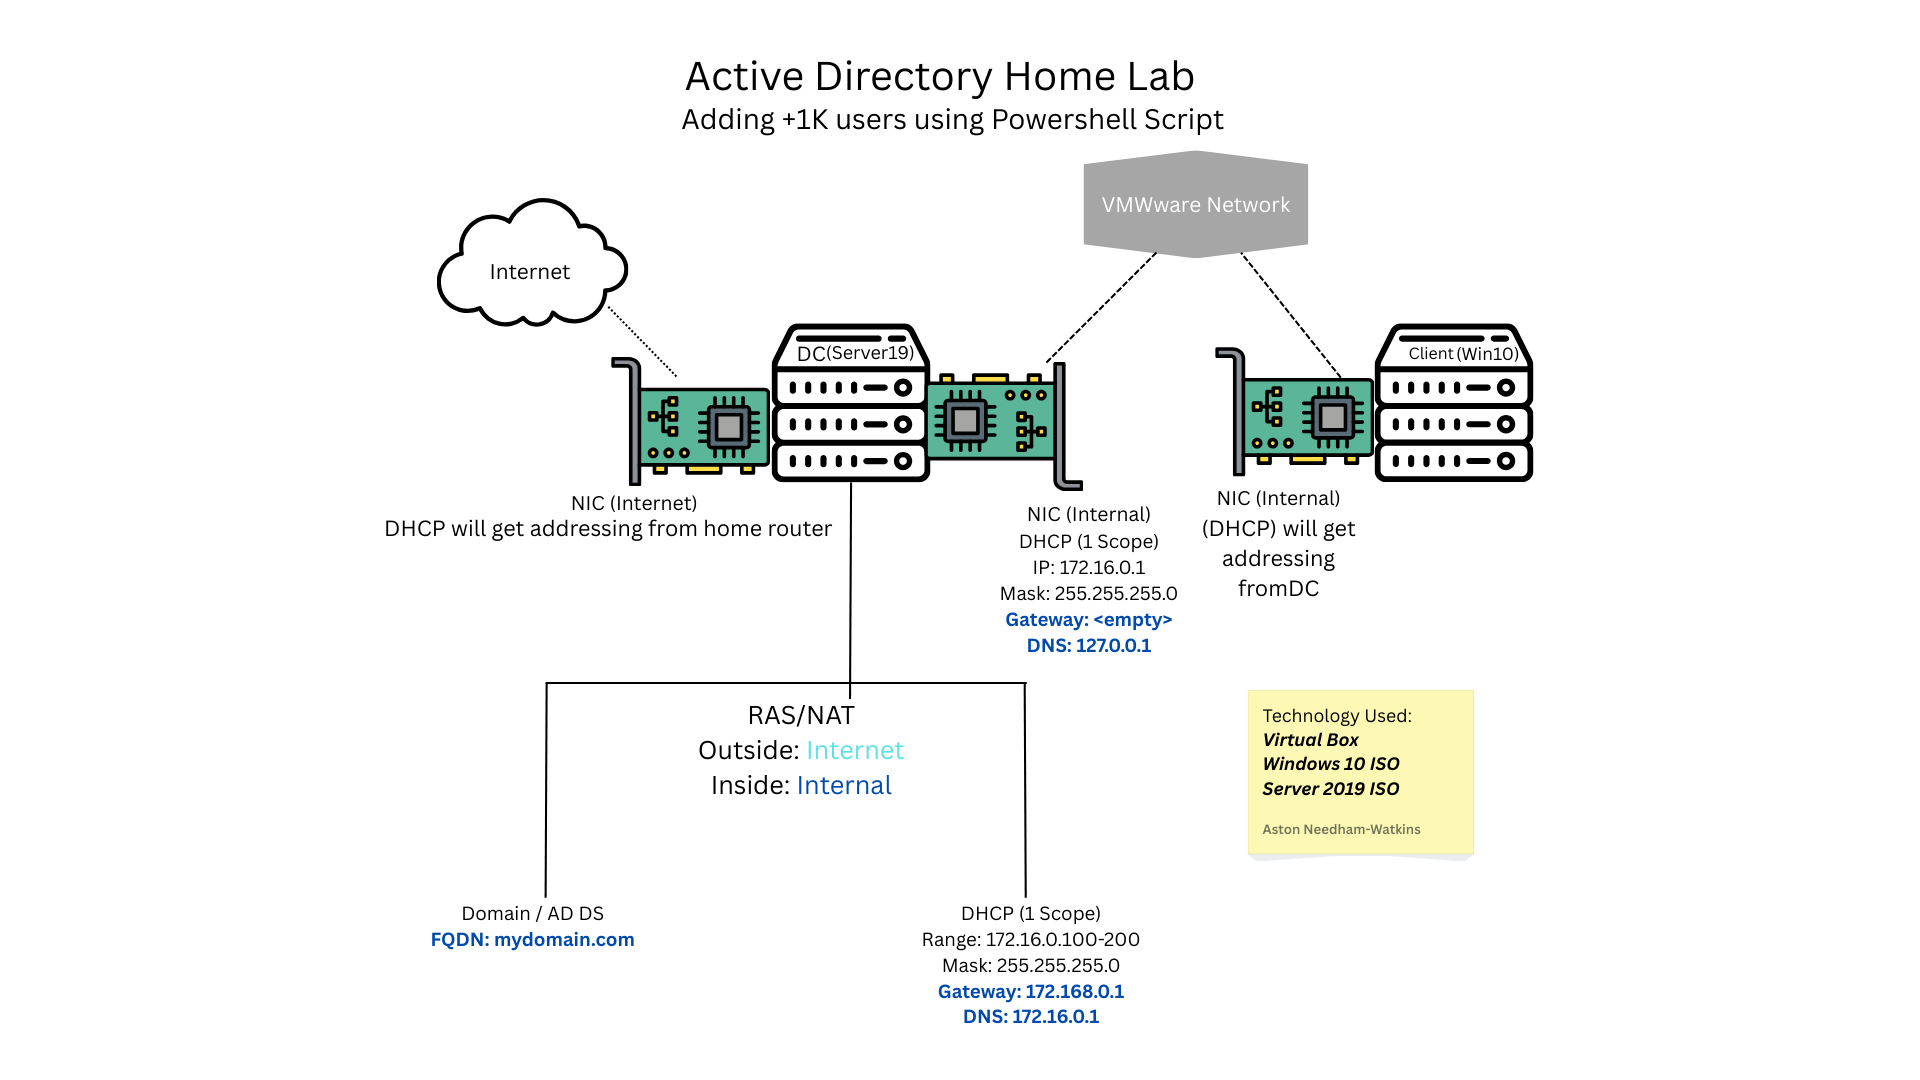 Active Directory Home Lab
Adding +1K users using Powershell Script
VMWware Network
Internet
DC(Server19)
Client (Win10)
NIC (Internet)
DHCP will get addressing from home router
NIC (Internal)
DHCP (1 Scope)
IP: 172.16.0.1
Mask: 255.255.255.0
Gateway: <empty>
DNS: 127.0.0.1
NIC (Internal)
(DHCP) will get
addressing
fromDC
RAS/NAT
Outside: Internet
Inside: Internal
Technology Used:
Virtual Box
Windows 10 ISO
Server 2019 ISO
Aston Needham-Watkins
Domain / AD DS
FQDN: mydomain.com
DHCP (1 Scope)
Range: 172.16.0.100-200
Mask: 255.255.255.0
Gateway: 172.168.0.1
DNS: 172.16.0.1